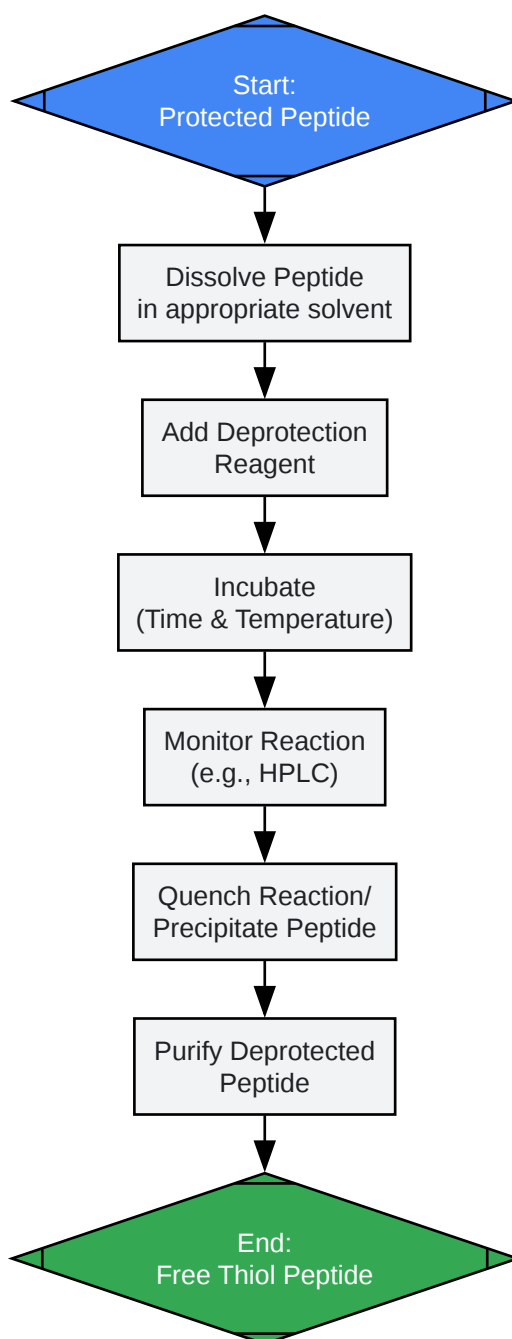 Start:
Protected Peptide
Dissolve Peptide
in appropriate solvent
Add Deprotection
Reagent
Incubate
(Time & Temperature)
Monitor Reaction
(e.g., HPLC)
Quench Reaction/
Precipitate Peptide
Purify Deprotected
Peptide
End:
Free Thiol Peptide